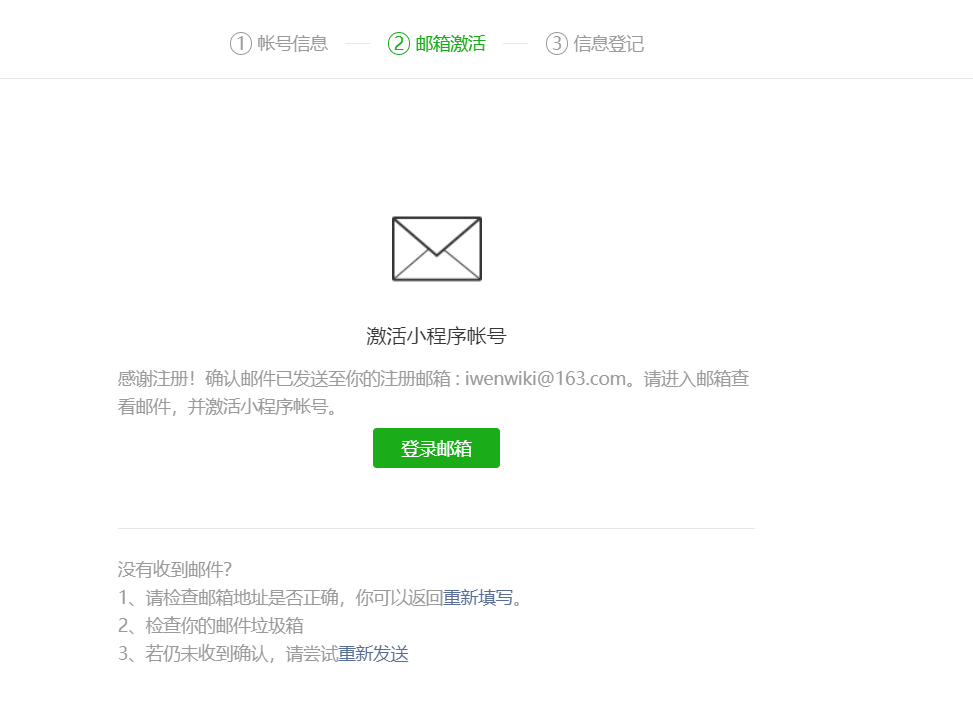 ① 帐号信息 ② 邮箱激活 ③ 信息登记
激活小程序帐号
感谢注册！确认邮件已发送至你的注册邮箱 : iwenwiki@163.com。请进入邮箱查
看邮件，并激活小程序帐号。
登录邮箱
没有收到邮件？
1、请检查邮箱地址是否正确，你可以返回重新填写。
2、检查你的邮件垃圾箱
3、若仍未收到确认，请尝试重新发送